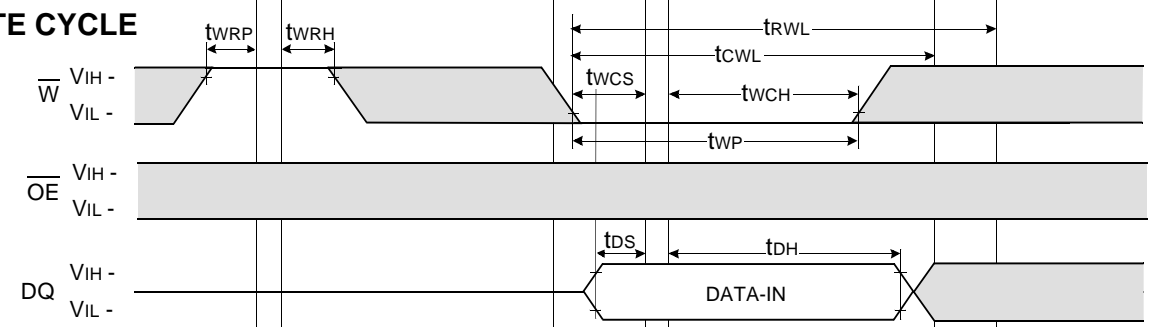 TE CYCLE
tWRP
tWRH
tRWL
tCWL
W
VIH -
VIL -
tWCS
tWCH
tWP
OE
VIH -
VIL -
tDS
tDH
DQ
VIH -
VIL -
DATA-IN